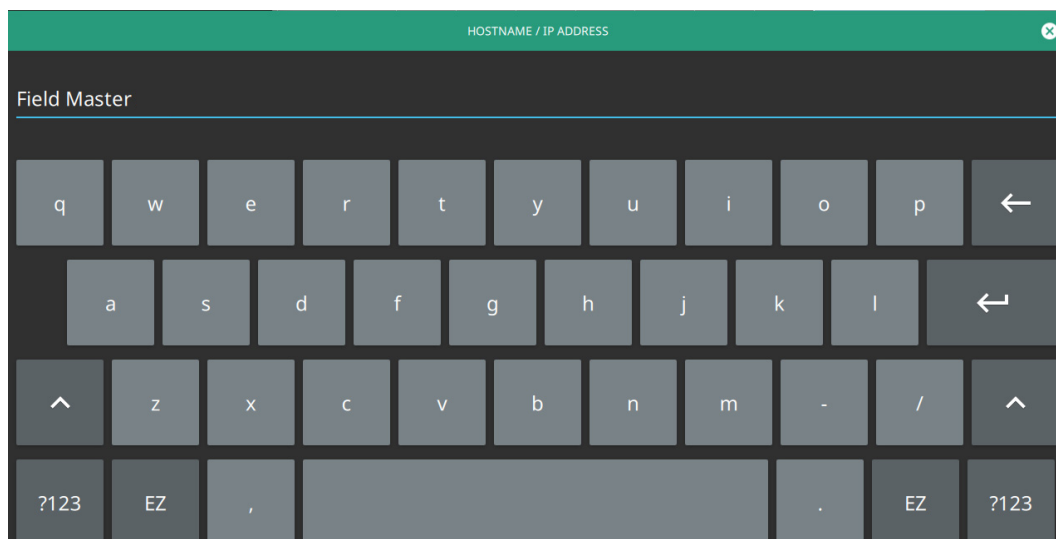 HOSTNAME / IP ADDRESS
Field Master
q w e r t y u i o p
a s d f g h j k l
z x c v b n m - /
?123 EZ , . EZ ?123